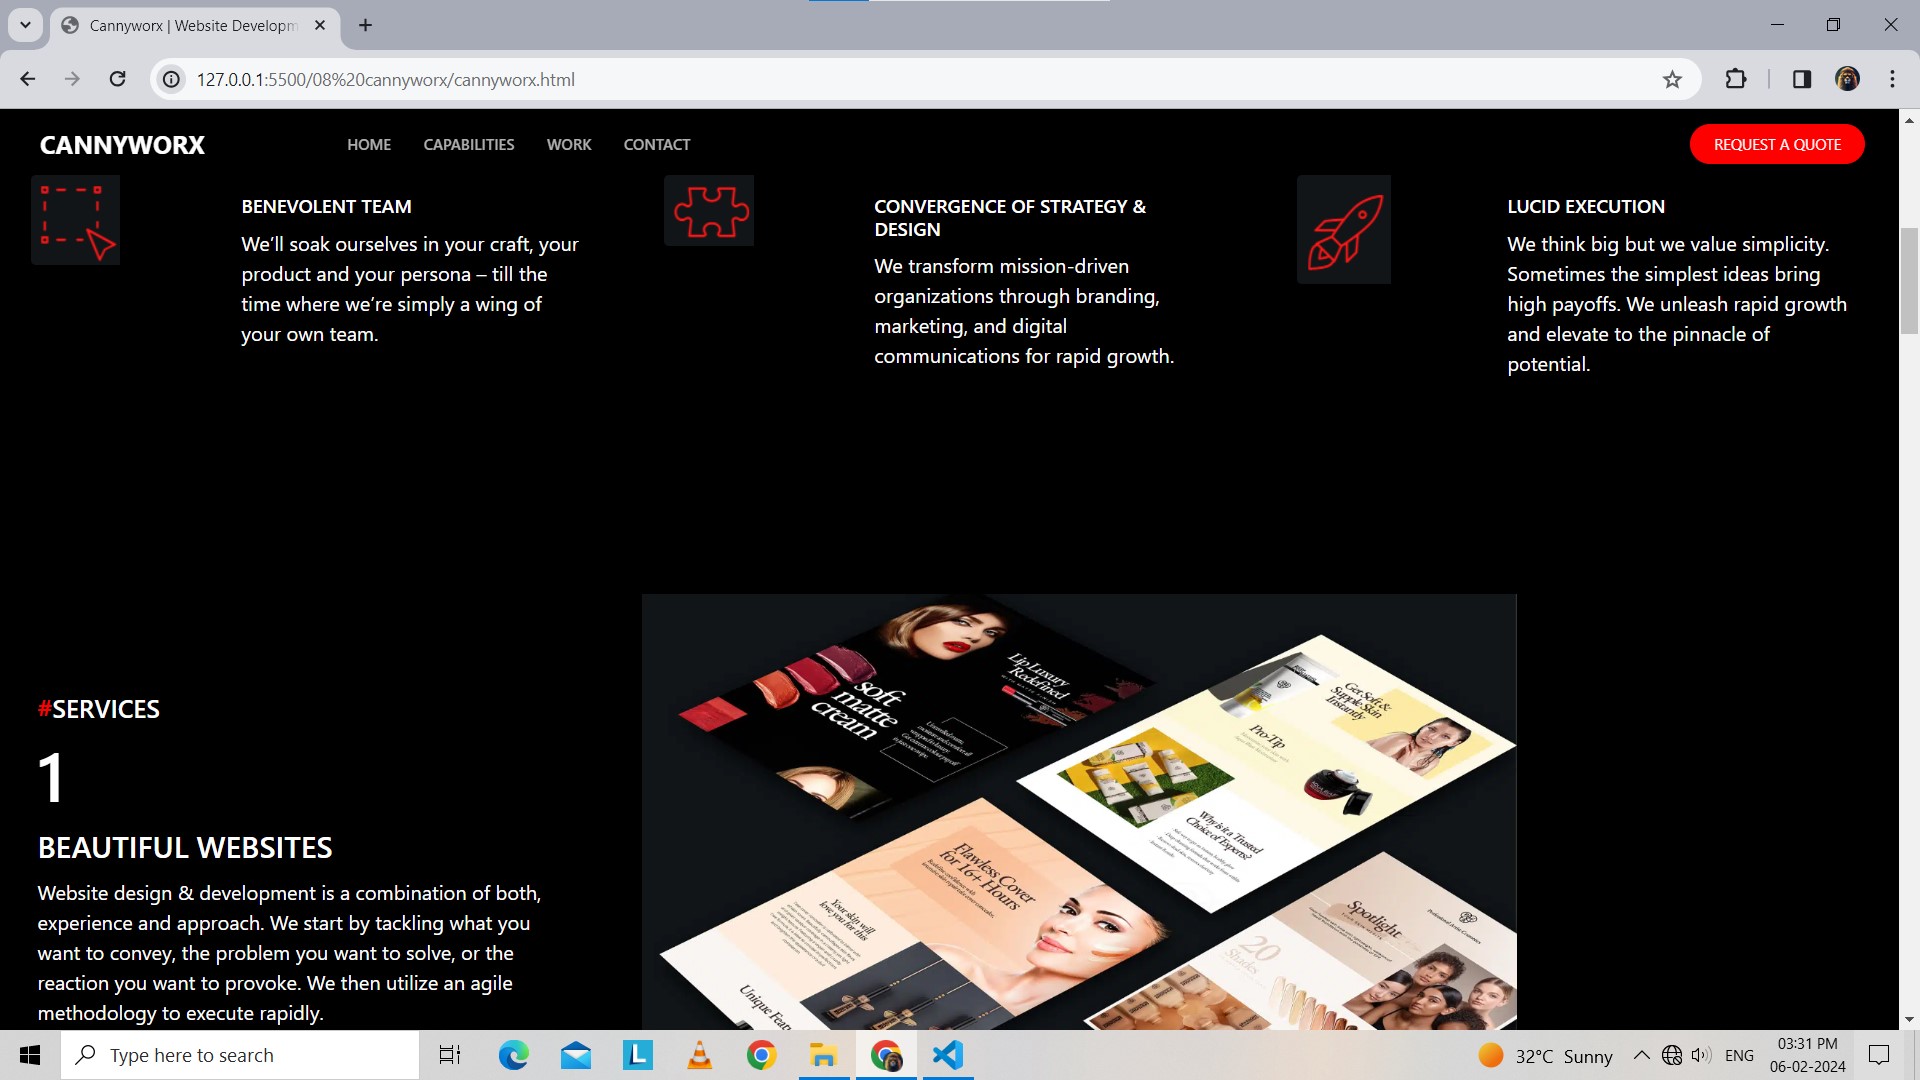 Cannyworx | Website Developm
127.0.0.1:5500/08%20cannyworx/cannyworx.html
CANNYWORX
HOME
CAPABILITIES
WORK
CONTACT
REQUEST A QUOTE
BENEVOLENT TEAM
We’ll soak ourselves in your craft, your
product and your persona – till the
time where we’re simply a wing of
your own team.
CONVERGENCE OF STRATEGY &
DESIGN
We transform mission-driven
organizations through branding,
marketing, and digital
communications for rapid growth.
LUCID EXECUTION
We think big but we value simplicity.
Sometimes the simplest ideas bring
high payoffs. We unleash rapid growth
and elevate to the pinnacle of
potential.
#SERVICES
1
BEAUTIFUL WEBSITES
Website design & development is a combination of both,
experience and approach. We start by tackling what you
want to convey, the problem you want to solve, or the
reaction you want to provoke. We then utilize an agile
methodology to execute rapidly.
soft
matte
cream
Lip Luxury
Redefined
WITH MATTE FINISH
Get Soft &
Supple Skin
Instantly
Pro-Tip
Why is it a Trusted
Choice of Experts?
Flawless Cover
for 16+ Hours
Your skin will
love you for this
Unique Feat
Spotlight
20
Shades
Type here to search
32°C Sunny
ENG
03:31 PM
06-02-2024